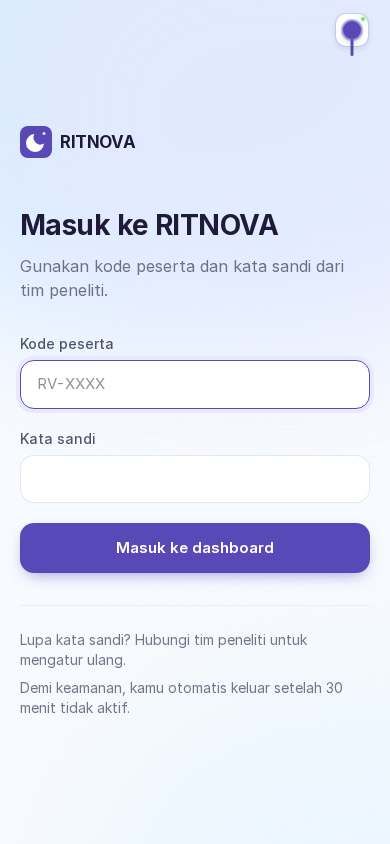 RITNOVA
Masuk ke RITNOVA
Gunakan kode peserta dan kata sandi dari
tim peneliti.
Kode peserta
RV-XXXX
Kata sandi
Masuk ke dashboard
Lupa kata sandi? Hubungi tim peneliti untuk
mengatur ulang.
Demi keamanan, kamu otomatis keluar setelah 30
menit tidak aktif.